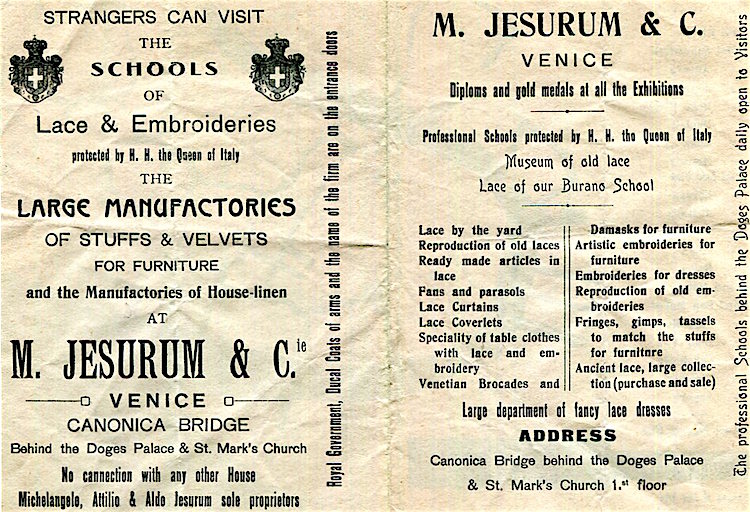 STRANGERS CAN VISIT
THE
SCHOOLS
OF
Lace & Embroideries
protected by H. H. the Queen of Italy
THE
LARGE MANUFACTORIES
OF STUFFS & VELVETS
FOR FURNITURE
and the Manufactories of House-linen
AT
M. JESURUM & C.ie
VENICE
CANONICA BRIDGE
Behind the Doges Palace & St. Mark's Church
No cannection with any other House
Michelangelo, Attilio & Aldo Jesurum sole proprietors
Royal Government, Ducal Coats of arms and the name of the firm are on the entrance doors
M. JESURUM & C.
VENICE
Diploms and gold medals at all the Exhibitions
Professional Schools protected by H. H. the Queen of Italy
Museum of old lace
Lace of our Burano School
Lace by the yard
Reproduction of old laces
Ready made articles in
lace
Fans and parasols
Lace Curtains
Lace Coverlets
Speciality of table clothes
with lace and em-
broidery
Venetian Brocades and
Damasks for furniture
Artistic embroideries for
furniture
Embroideries for dresses
Reproduction of old em-
broideries
Fringes, gimps, tassels
to match the stuffs
for furnitnre
Ancient lace, large collec-
tion (purchase and sale)
Large department of fancy lace dresses
ADDRESS
Canonica Bridge behind the Doges Palace
& St. Mark's Church 1.st floor
The professional Schools behind the Doges Palace daily open to Visitors